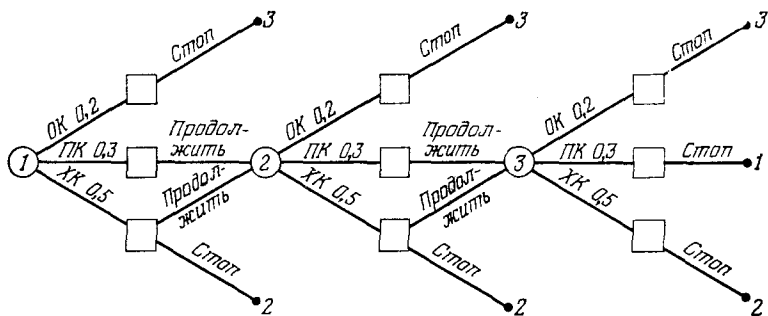 3
3
3
Стоп
Стоп
Стоп
ОК 0,2
ОК 0,2
ОК 0,2
1
ПК 0,3
Продол-
жить
2
ПК 0,3
Продол-
жить
3
ПК 0,3
Стоп
1
ХК 0,5
Продол-
жить
ХК 0,5
Продол-
жить
ХК 0,5
Стоп
Стоп
Стоп
2
2
2